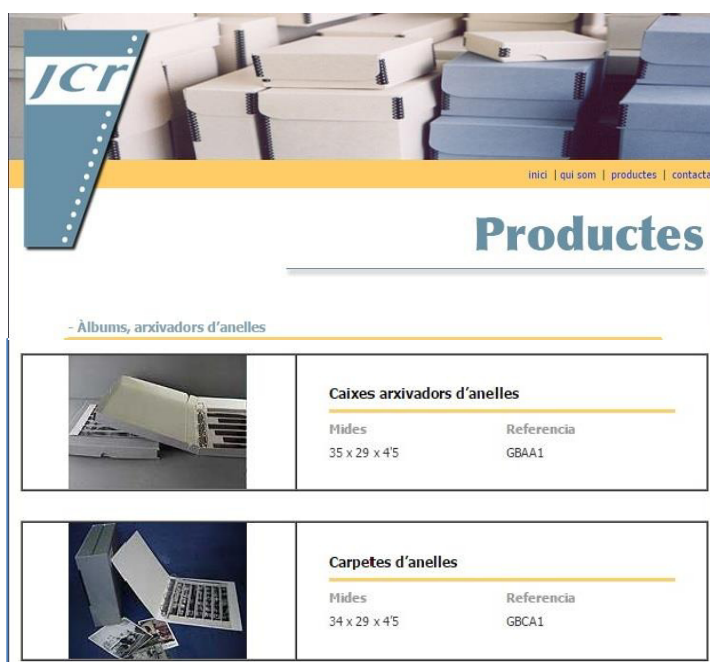 jcr
inici | qui som | productes | contacta
Productes
- Àlbums, arxivadors d'anelles
Caixes arxivadors d'anelles
Mides Referencia
35 x 29 x 4'5 GBAA1
Carpetes d'anelles
Mides Referencia
34 x 29 x 4'5 GBCA1